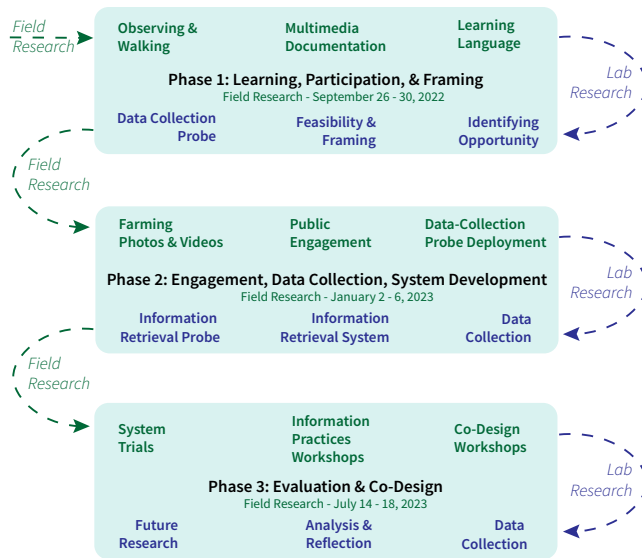 Field
Research
Observing &
Walking
Multimedia
Documentation
Learning
Language
Lab
Research
Phase 1: Learning, Participation, & Framing
Field Research - September 26 - 30, 2022
Data Collection
Probe
Feasibility &
Framing
Identifying
Opportunity
Field
Research
Farming
Photos & Videos
Public
Engagement
Data-Collection
Probe Deployment
Lab
Research
Phase 2: Engagement, Data Collection, System Development
Field Research - January 2 - 6, 2023
Information
Retrieval Probe
Information
Retrieval System
Data
Collection
Field
Research
System
Trials
Information
Practices
Workshops
Co-Design
Workshops
Lab
Research
Phase 3: Evaluation & Co-Design
Field Research - July 14 - 18, 2023
Future
Research
Analysis &
Reflection
Data
Collection